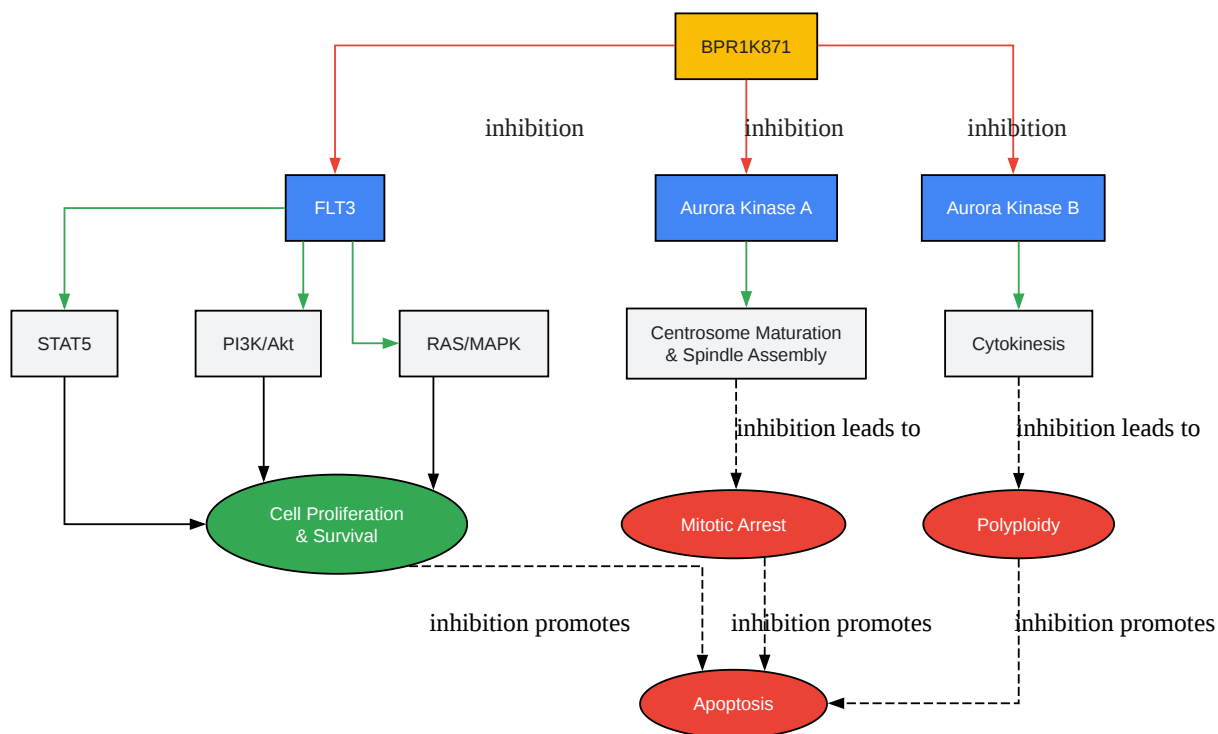 BPR1K871
inhibition
inhibition
inhibition
FLT3
Aurora Kinase A
Aurora Kinase B
STAT5
PI3K/Akt
RAS/MAPK
Centrosome Maturation
& Spindle Assembly
Cytokinesis
inhibition leads to
inhibition leads to
Cell Proliferation
& Survival
Mitotic Arrest
Polyploidy
inhibition promotes
inhibition promotes
inhibition promotes
Apoptosis